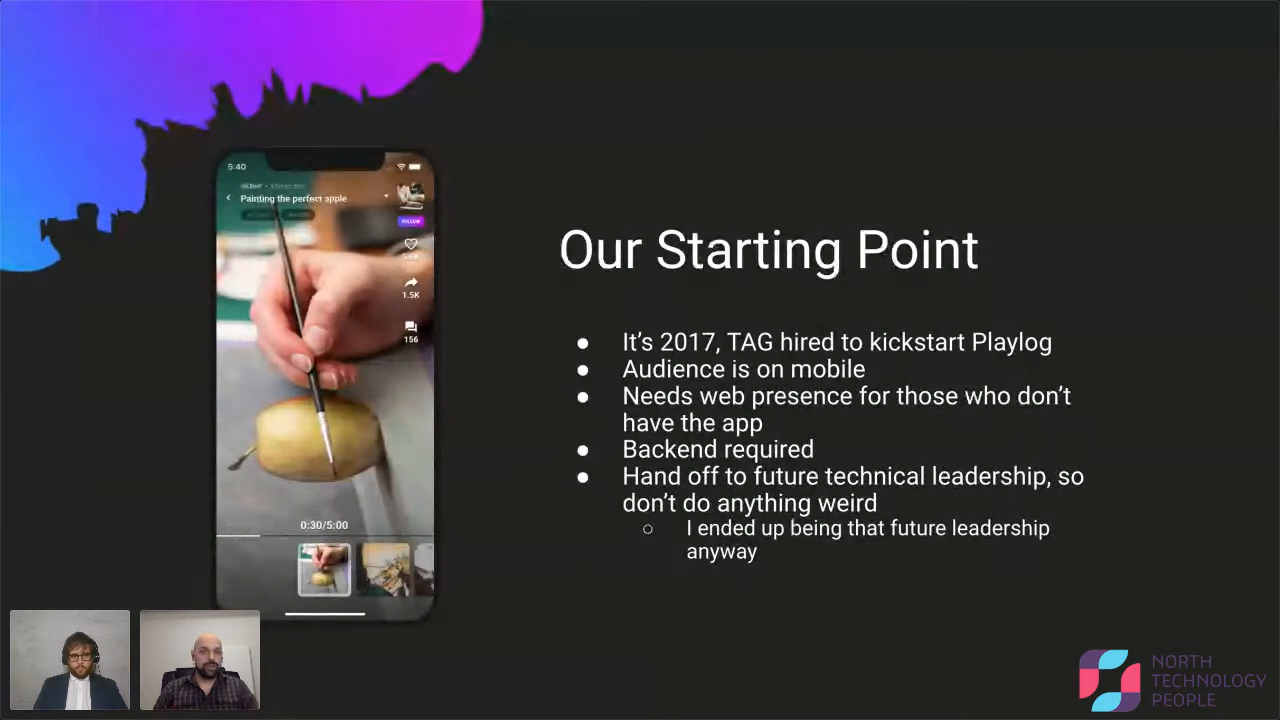 5:40
Painting the perfect apple
FOLLOW
1.5K
156
0:30/5:00
Our Starting Point
● It’s 2017, TAG hired to kickstart Playlog
● Audience is on mobile
● Needs web presence for those who don’t
have the app
● Backend required
● Hand off to future technical leadership, so
don’t do anything weird
○ I ended up being that future leadership
anyway
NORTH
TECHNOLOGY
PEOPLE